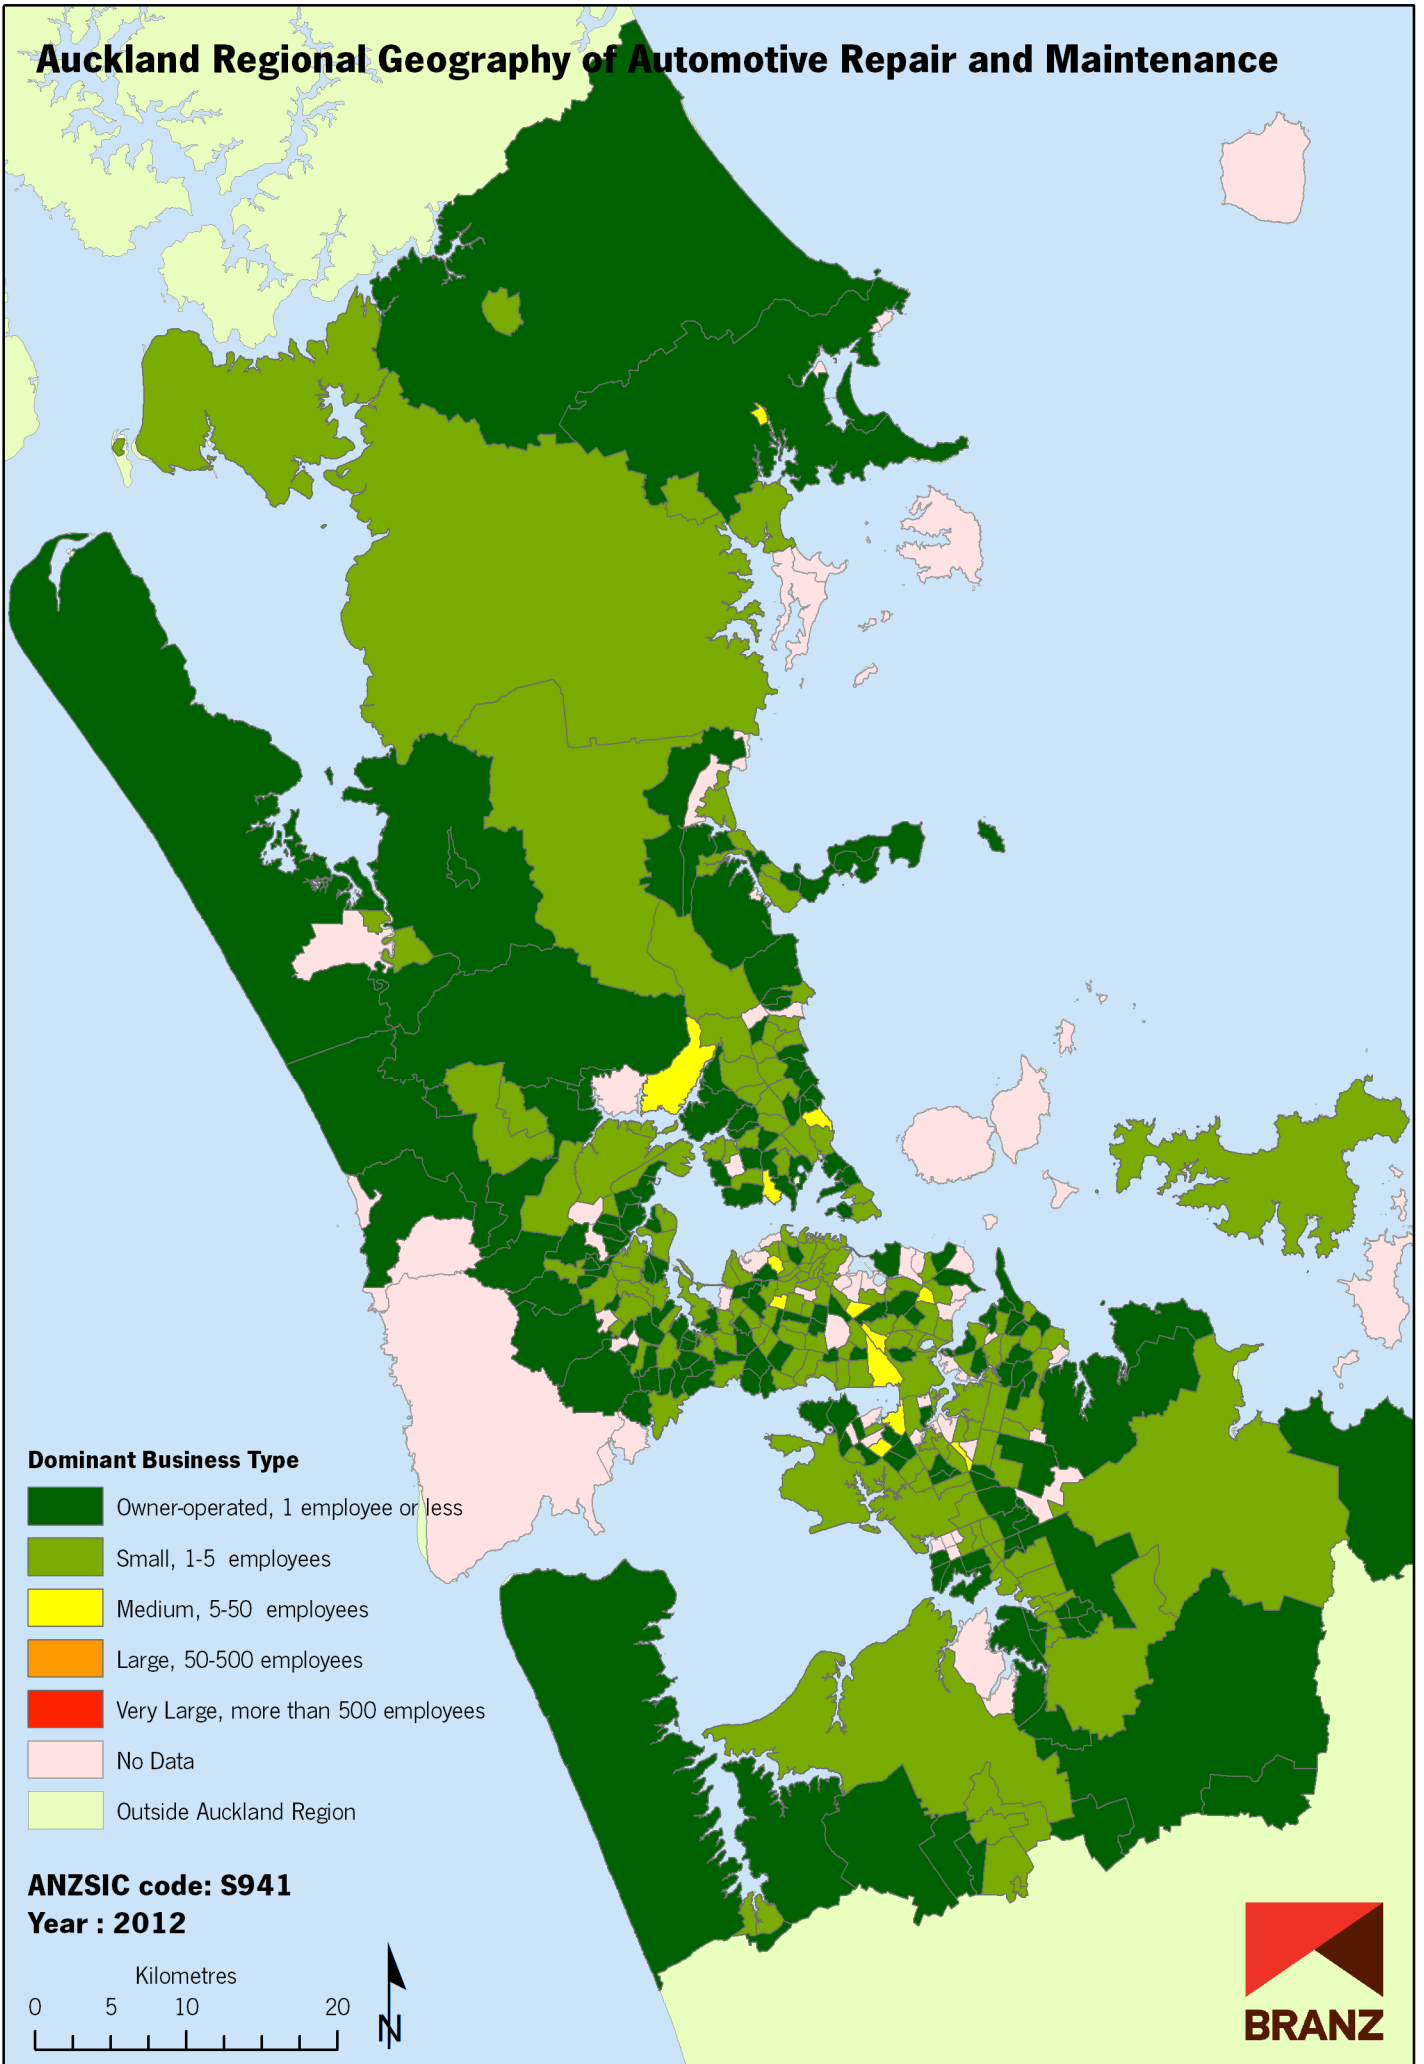 Auckland Regional Geography of Automotive Repair and Maintenance
Dominant Business Type
Owner-operated, 1 employee or less
Small, 1-5 employees
Medium, 5-50 employees
Large, 50-500 employees
Very Large, more than 500 employees
No Data
Outside Auckland Region
ANZSIC code: S941
Year : 2012
Kilometres
0 5 10 20
N
BRANZ